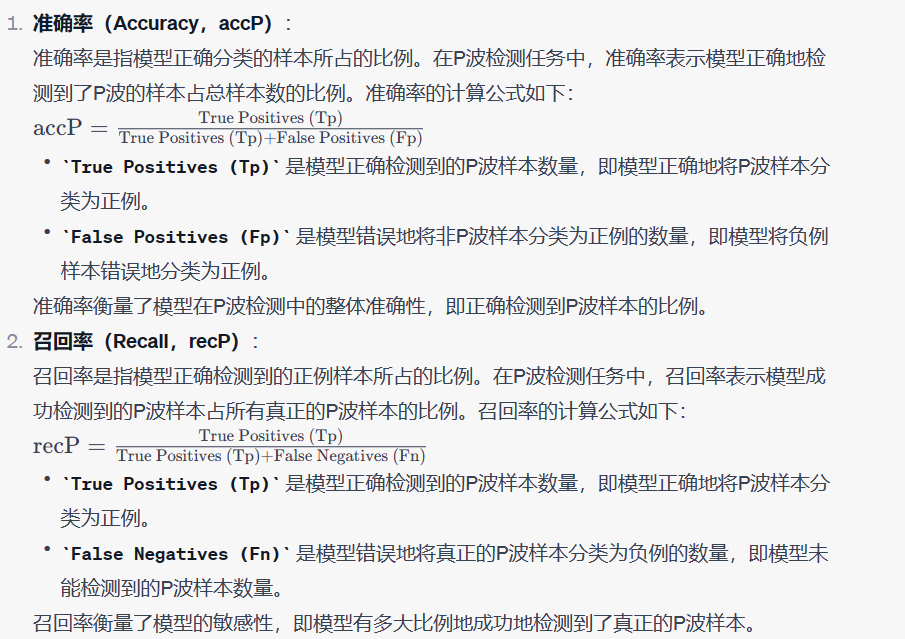 1. 准确率（Accuracy，accP）：
准确率是指模型正确分类的样本所占的比例。在P波检测任务中，准确率表示模型正确地检
测到了P波的样本占总样本数的比例。准确率的计算公式如下：
accP = True Positives (Tp) / True Positives (Tp)+False Positives (Fp)
• `True Positives (Tp)` 是模型正确检测到的P波样本数量，即模型正确地将P波样本分
类为正例。
• `False Positives (Fp)` 是模型错误地将非P波样本分类为正例的数量，即模型将负例
样本错误地分类为正例。
准确率衡量了模型在P波检测中的整体准确性，即正确检测到P波样本的比例。
2. 召回率（Recall，recP）：
召回率是指模型正确检测到的正例样本所占的比例。在P波检测任务中，召回率表示模型成
功检测到的P波样本占所有真正的P波样本的比例。召回率的计算公式如下：
recP = True Positives (Tp) / True Positives (Tp)+False Negatives (Fn)
• `True Positives (Tp)` 是模型正确检测到的P波样本数量，即模型正确地将P波样本分
类为正例。
• `False Negatives (Fn)` 是模型错误地将真正的P波样本分类为负例的数量，即模型未
能检测到的P波样本数量。
召回率衡量了模型的敏感性，即模型有多大比例地成功地检测到了真正的P波样本。